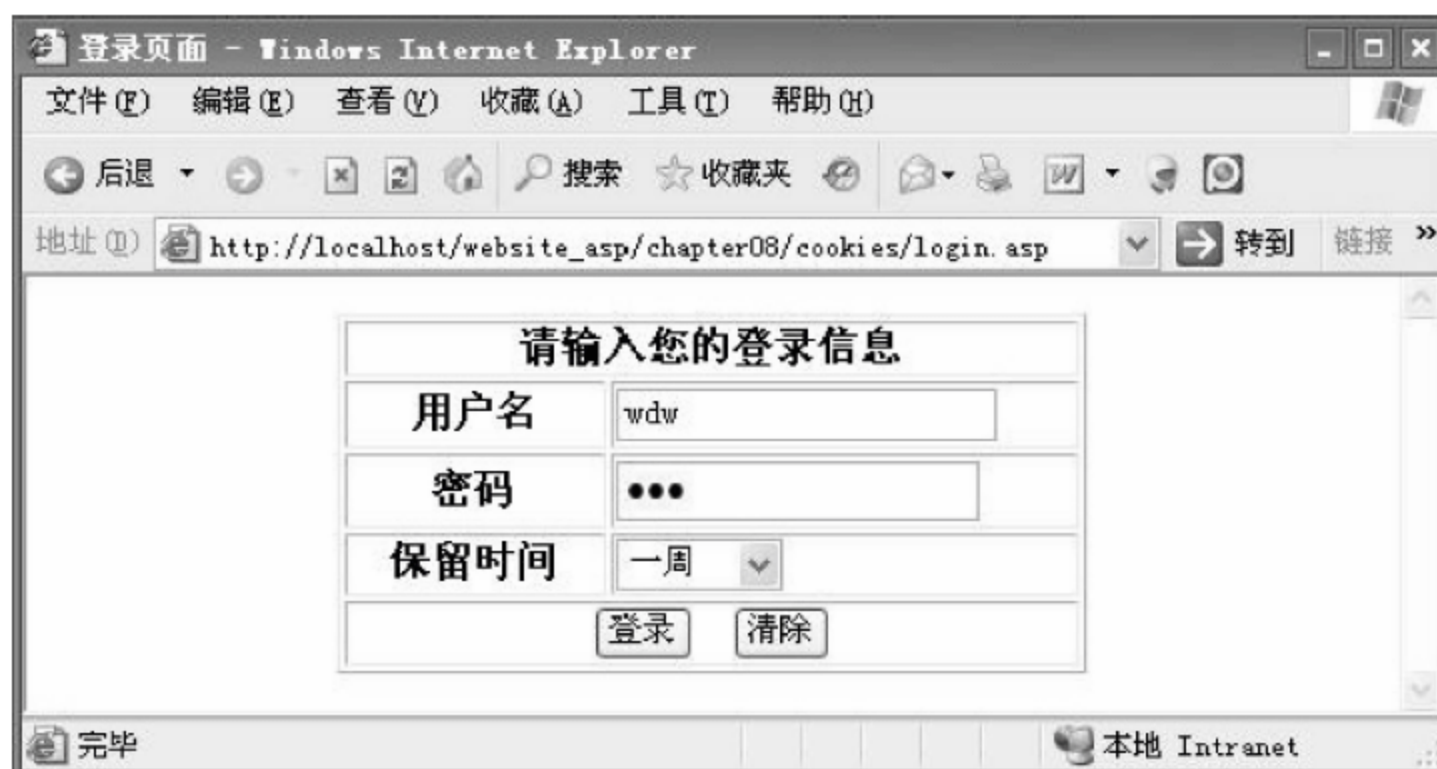 登录页面 - Windows Internet Explorer
文件(F) 编辑(E) 查看(V) 收藏(A) 工具(T) 帮助(H)
后退 搜索 收藏夹
地址(D) http://localhost/website_asp/chapter08/cookies/login.asp 转到 链接 »
请输入您的登录信息
用户名 wdw
密码 •••
保留时间 一周
登录 清除
完毕 本地 Intranet